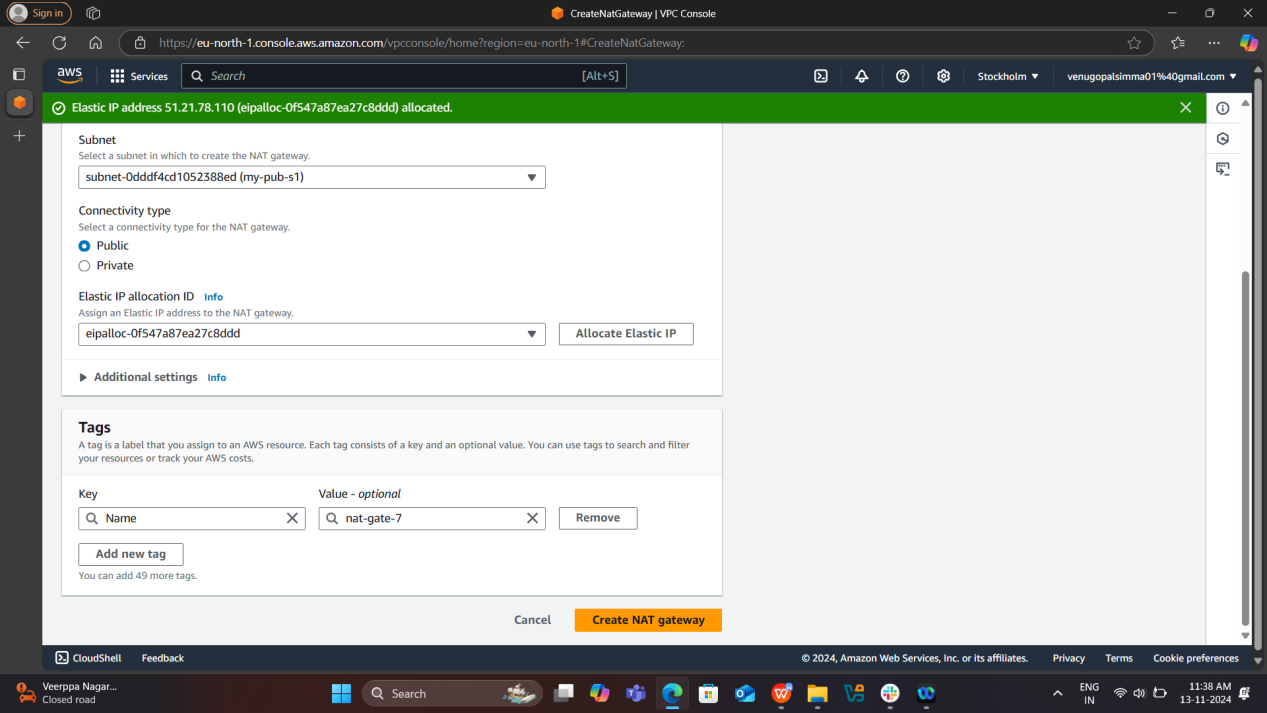 Sign in
CreateNatGateway | VPC Console
https://eu-north-1.console.aws.amazon.com/vpcconsole/home?region=eu-north-1#CreateNatGateway:
aws
Services
Search
[Alt+S]
Stockholm
venugopalsimma01%40gmail.com
Elastic IP address 51.21.78.110 (eipalloc-0f547a87ea27c8ddd) allocated.
Subnet
Select a subnet in which to create the NAT gateway.
subnet-0dddf4cd1052388ed (my-pub-s1)
Connectivity type
Select a connectivity type for the NAT gateway.
Public
Private
Elastic IP allocation ID Info
Assign an Elastic IP address to the NAT gateway.
eipalloc-0f547a87ea27c8ddd
Allocate Elastic IP
Additional settings Info
Tags
A tag is a label that you assign to an AWS resource. Each tag consists of a key and an optional value. You can use tags to search and filter
your resources or track your AWS costs.
Key
Value - optional
Name
nat-gate-7
Remove
Add new tag
You can add 49 more tags.
Cancel
Create NAT gateway
CloudShell
Feedback
© 2024, Amazon Web Services, Inc. or its affiliates.
Privacy
Terms
Cookie preferences
Veerppa Nagar...
Closed road
Search
ENG
IN
11:38 AM
13-11-2024